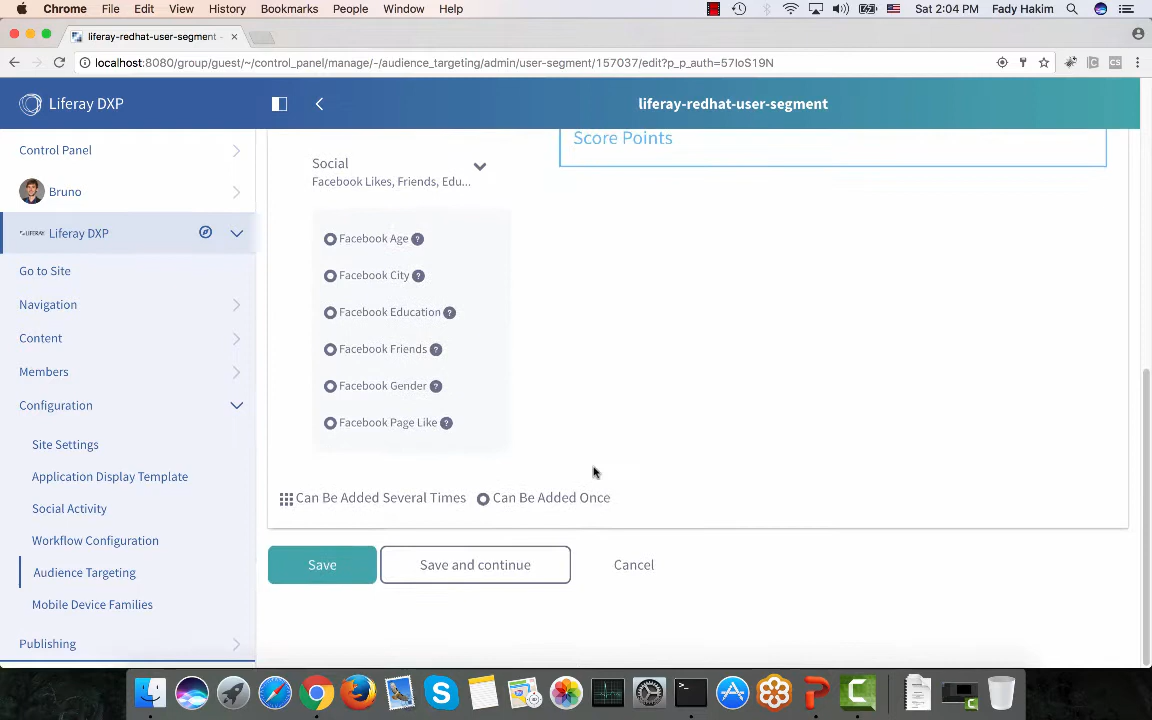 Chrome File Edit View History Bookmarks People Window Help
Sat 2:04 PM Fady Hakim
liferay-redhat-user-segment -
localhost:8080/group/guest/~/control_panel/manage/-/audience_targeting/admin/user-segment/157037/edit?p_p_auth=57IoS19N
Liferay DXP
liferay-redhat-user-segment
Control Panel
Bruno
LIFERAY Liferay DXP
Go to Site
Navigation
Content
Members
Configuration
Site Settings
Application Display Template
Social Activity
Workflow Configuration
Audience Targeting
Mobile Device Families
Publishing
Score Points
Social
Facebook Likes, Friends, Edu...
Facebook Age ?
Facebook City ?
Facebook Education ?
Facebook Friends ?
Facebook Gender ?
Facebook Page Like ?
Can Be Added Several Times Can Be Added Once
Save Save and continue Cancel